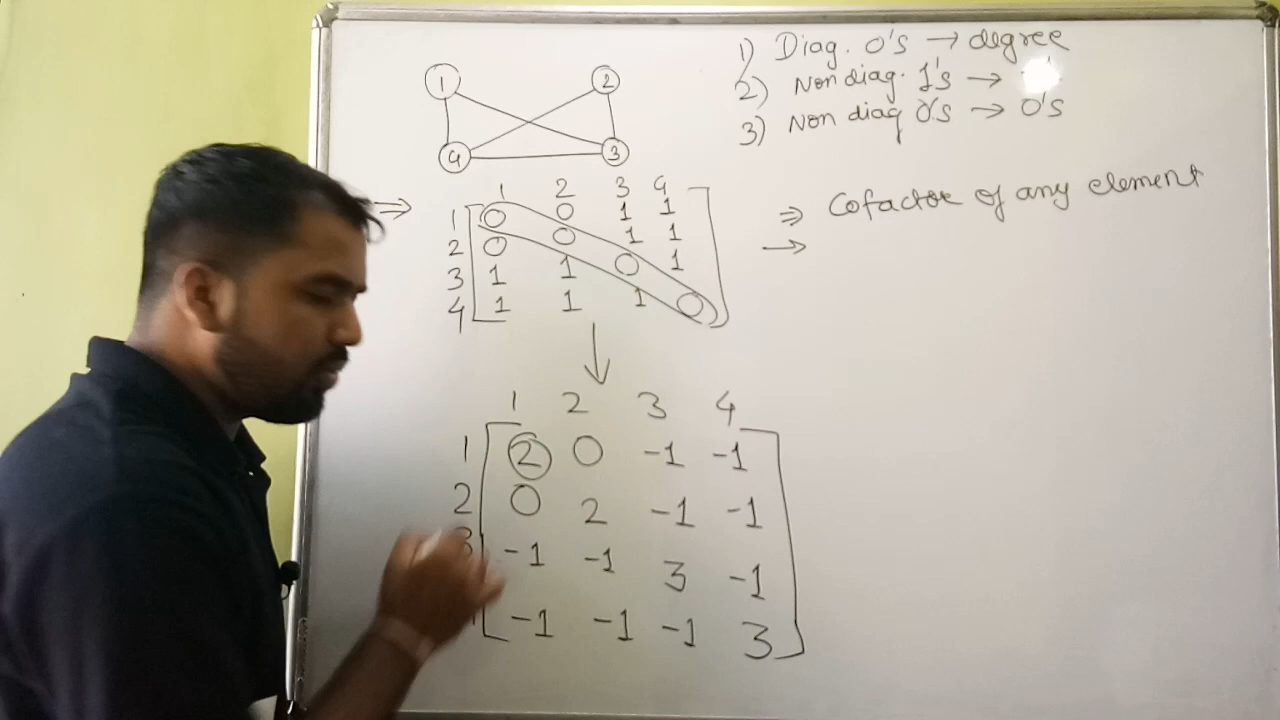 1) Diag. 0's → degree
2) Non diag. 1's →
3) Non diag 0's → 0's
1 2
4 3
⇒
1 2 3 4
1 0 0 1 1
2 0 0 1 1
3 1 1 0 1
4 1 1 1 0
⇒ Cofactor of any element
→
1 2 3 4
1 2 0 -1 -1
2 0 2 -1 -1
-1 -1 3 -1
-1 -1 -1 3